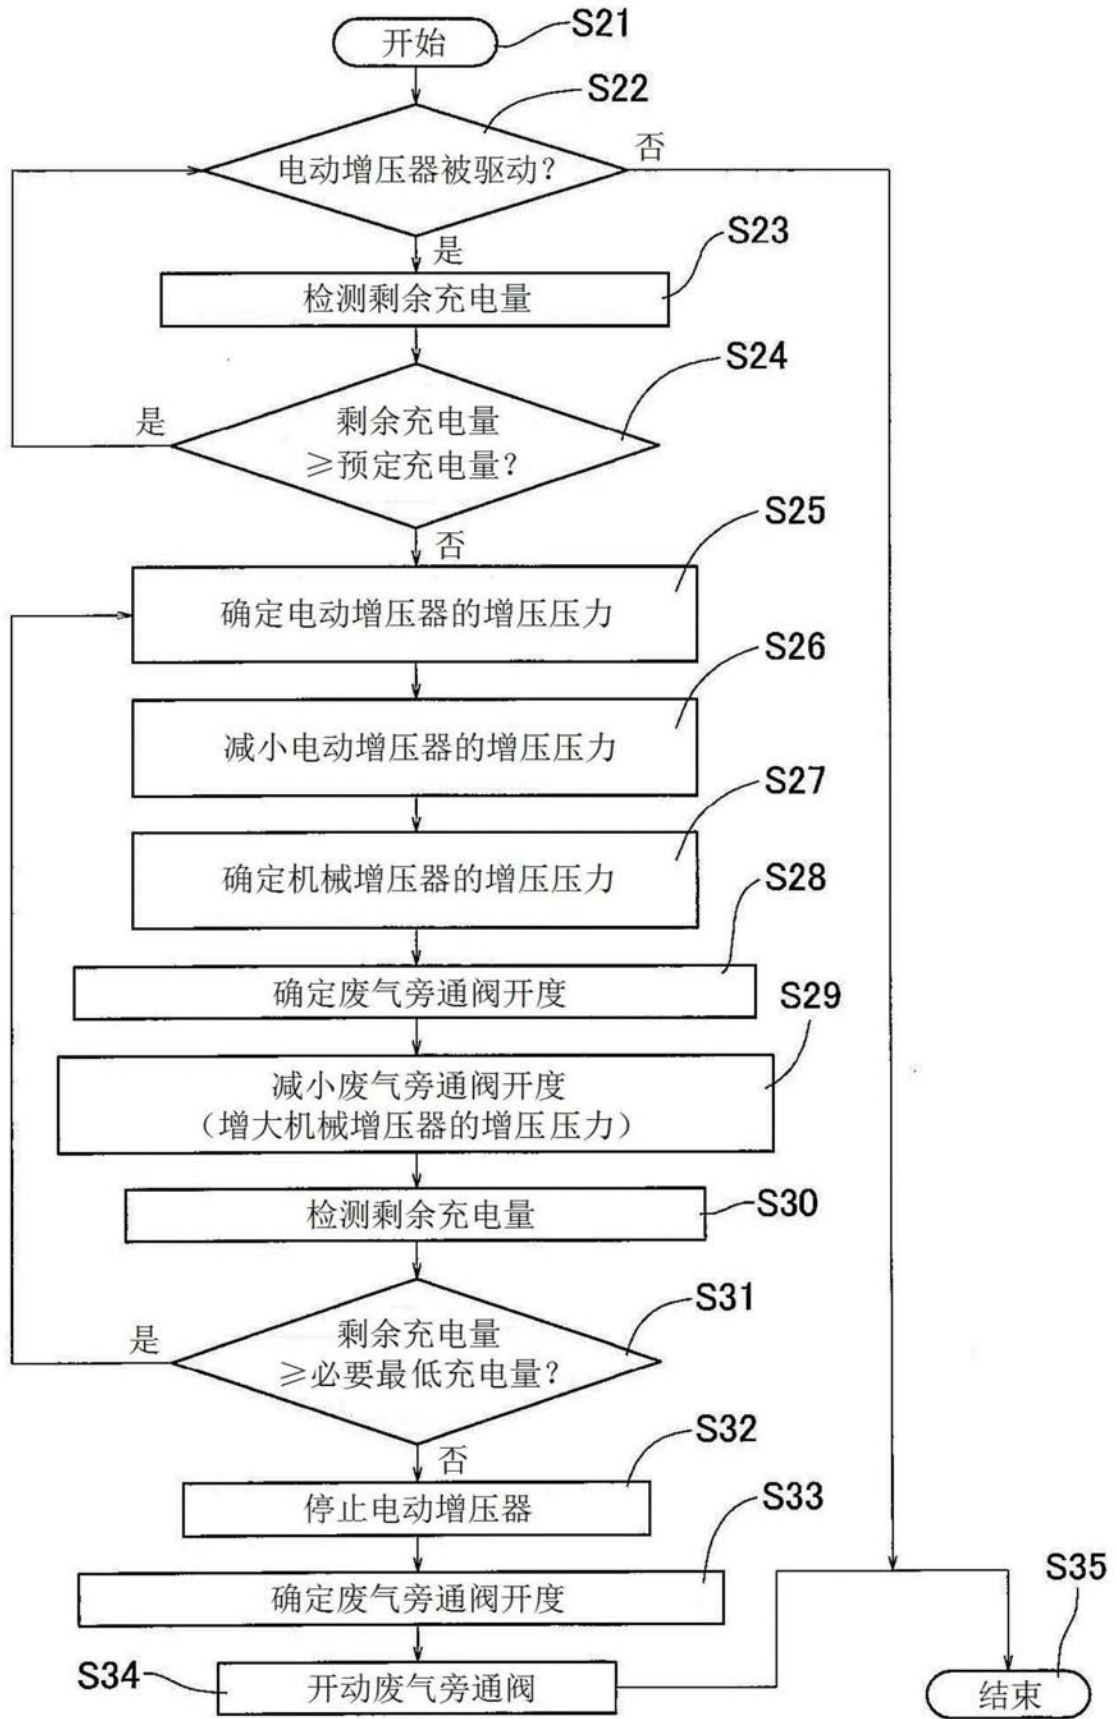 S21
开始
S22
电动增压器被驱动?
否
是
S23
检测剩余充电量
S24
剩余充电量
≥预定充电量?
是
否
S25
确定电动增压器的增压压力
S26
减小电动增压器的增压压力
S27
确定机械增压器的增压压力
S28
确定废气旁通阀开度
S29
减小废气旁通阀开度
(增大机械增压器的增压压力)
S30
检测剩余充电量
S31
剩余充电量
≥必要最低充电量?
是
否
S32
停止电动增压器
S33
确定废气旁通阀开度
S34
开动废气旁通阀
S35
结束